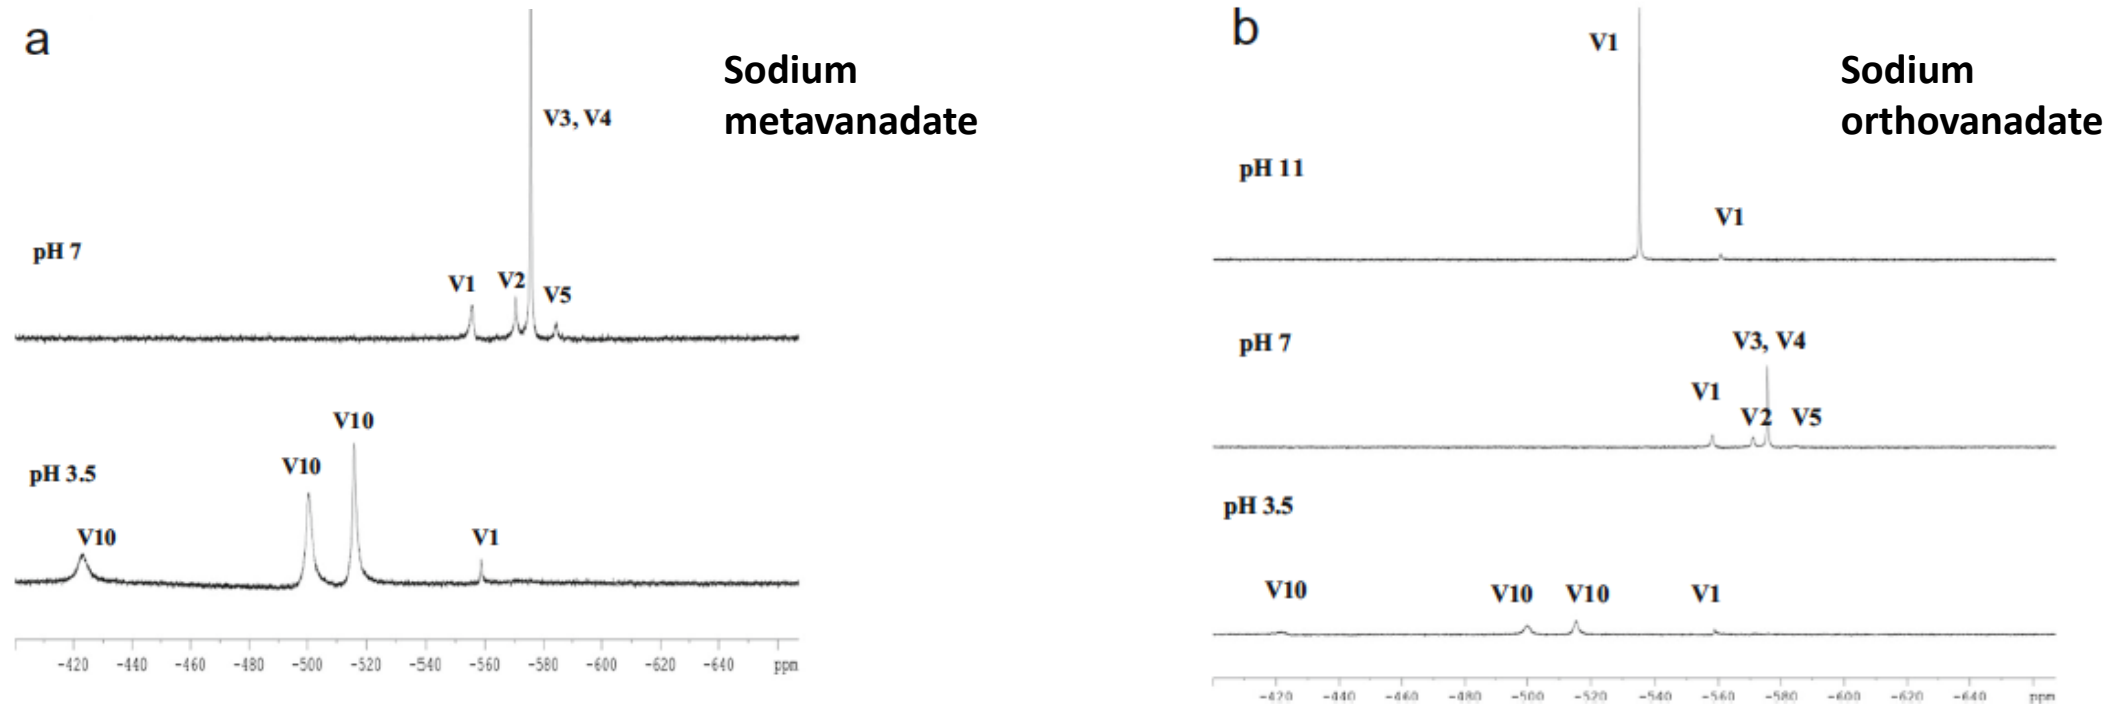 a
Sodium
metavanadate
V3, V4
pH 7
V1
V2
V5
V10
V10
pH 3.5
V10
V1
-420 -440 -460 -480 -500 -520 -540 -560 -580 -600 -620 -640 ppm
b
V1
Sodium
orthovanadate
pH 11
V1
V3, V4
pH 7
V1
V2 V5
pH 3.5
V10 V10 V10 V1
-420 -440 -460 -480 -500 -520 -540 -560 -580 -600 -620 -640 ppm